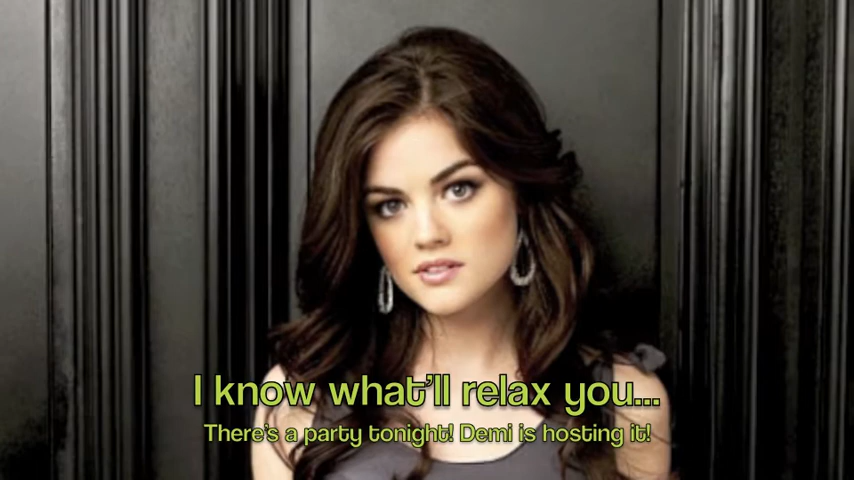 I know what'll relax you...
There's a party tonight! Demi is hosting it!